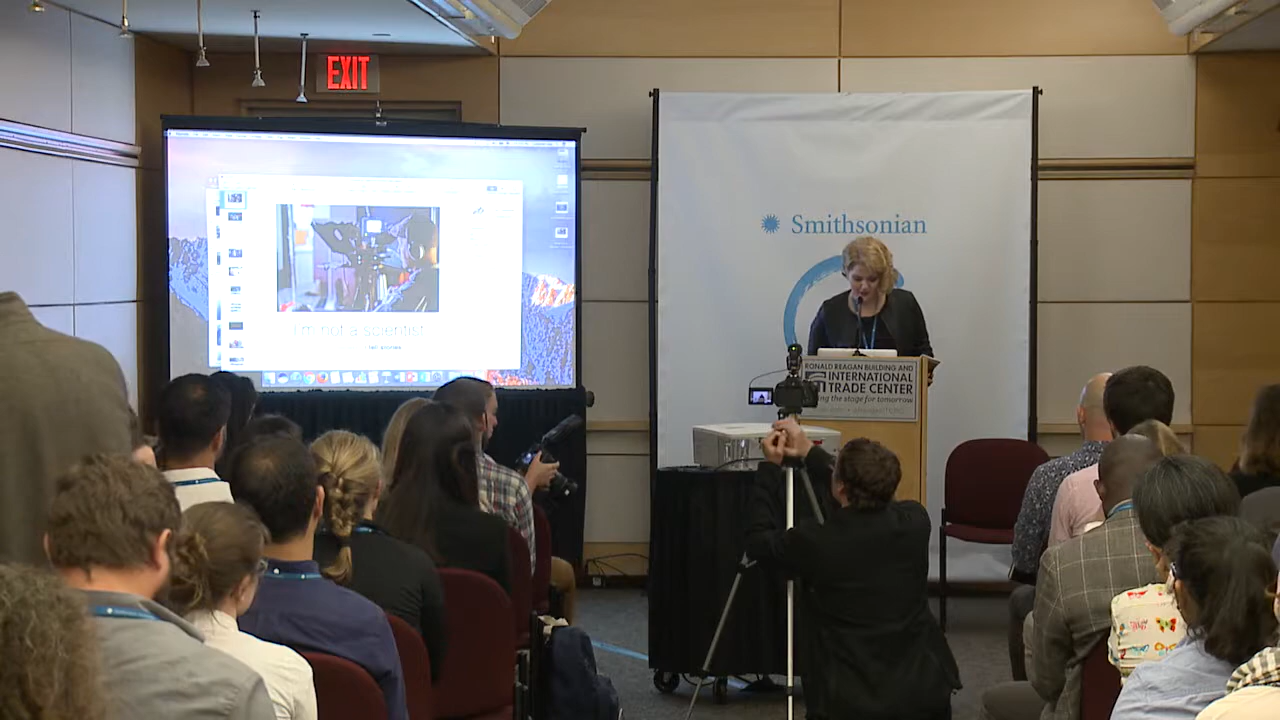 EXIT
Smithsonian
I'm not a scientist
RONALD REAGAN BUILDING AND
INTERNATIONAL
TRADE CENTER
the stage for tomorrow